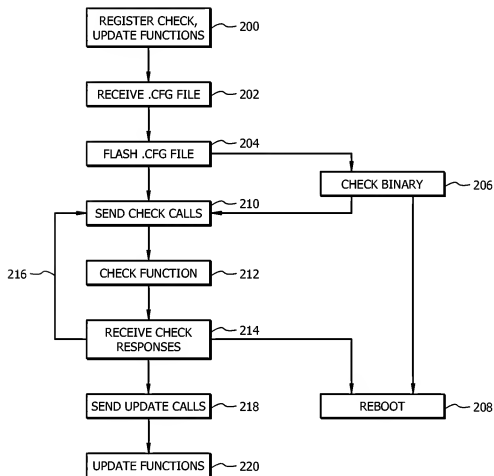 REGISTER CHECK,
UPDATE FUNCTIONS
200
RECEIVE .CFG FILE
202
FLASH .CFG FILE
204
CHECK BINARY
206
SEND CHECK CALLS
210
CHECK FUNCTION
212
216
RECEIVE CHECK
RESPONSES
214
SEND UPDATE CALLS
218
REBOOT
208
UPDATE FUNCTIONS
220